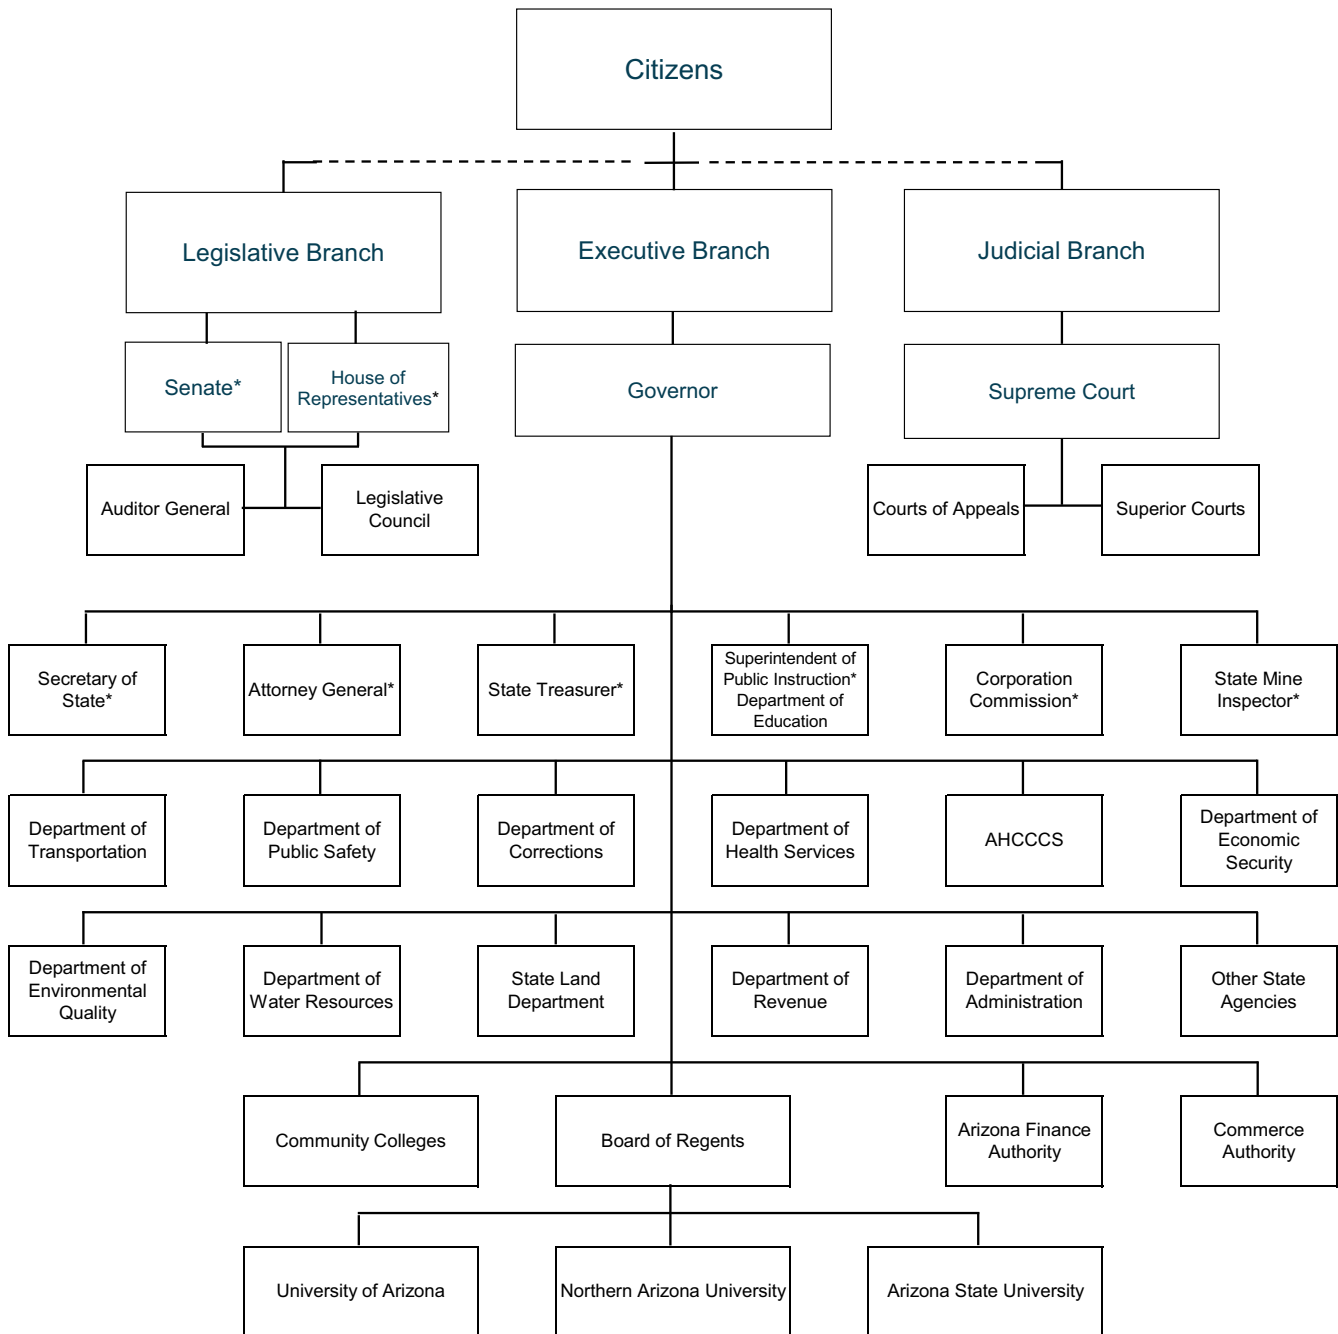 Citizens
Legislative Branch
Executive Branch
Judicial Branch
Senate*
House of
Representatives*
Governor
Supreme Court
Auditor General
Legislative
Council
Courts of Appeals
Superior Courts
Secretary of
State*
Attorney General*
State Treasurer*
Superintendent of
Public Instruction*
Department of
Education
Corporation
Commission*
State Mine
Inspector*
Department of
Transportation
Department of
Public Safety
Department of
Corrections
Department of
Health Services
AHCCCS
Department of
Economic
Security
Department of
Environmental
Quality
Department of
Water Resources
State Land
Department
Department of
Revenue
Department of
Administration
Other State
Agencies
Community Colleges
Board of Regents
Arizona Finance
Authority
Commerce
Authority
University of Arizona
Northern Arizona University
Arizona State University